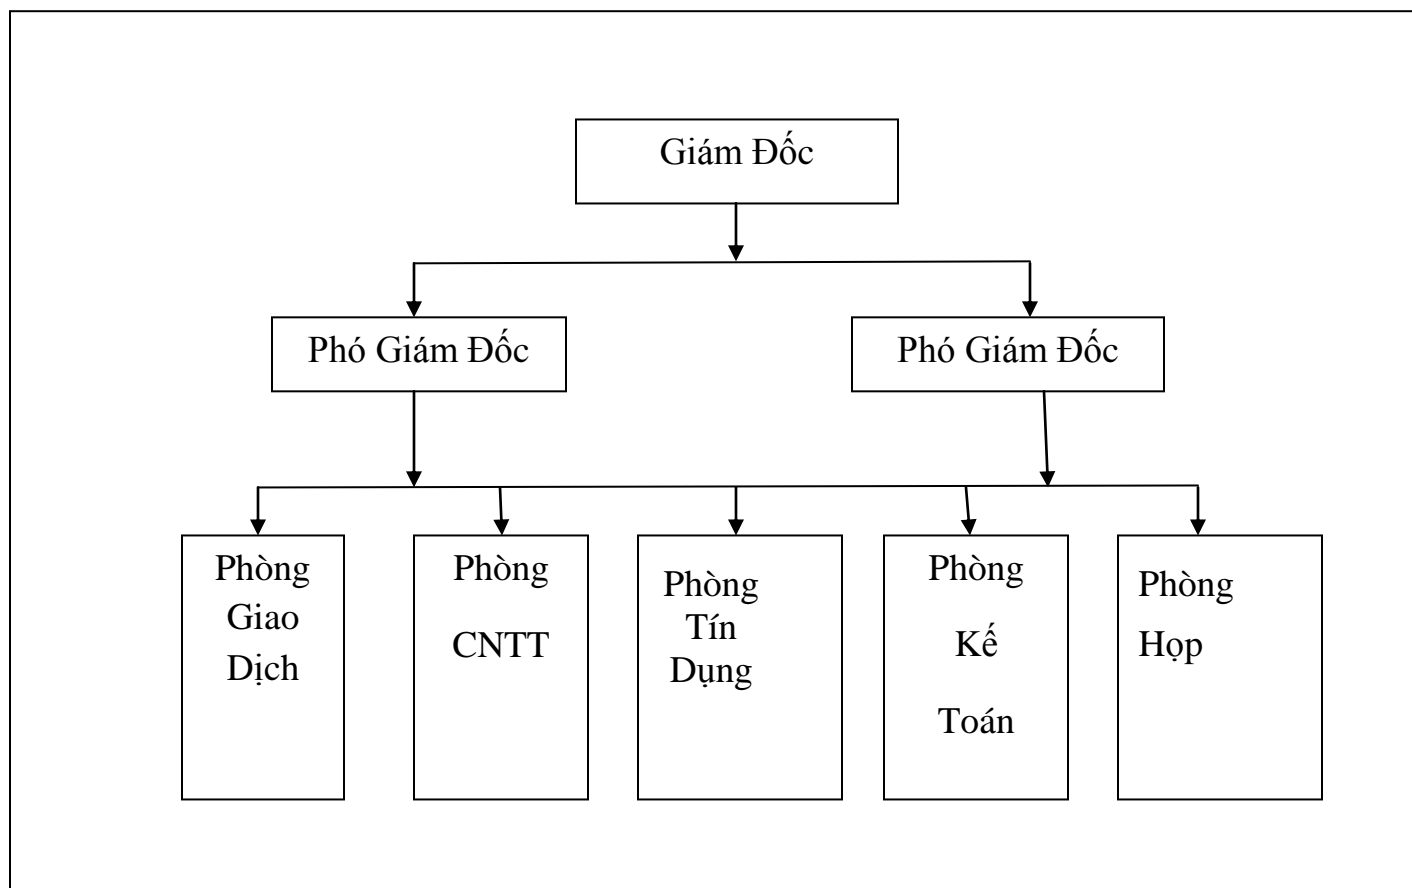 Giám Đốc
Phó Giám Đốc
Phó Giám Đốc
Phòng
Giao
Dịch
Phòng
CNTT
Phòng
Tín
Dụng
Phòng
Kế
Toán
Phòng
Họp